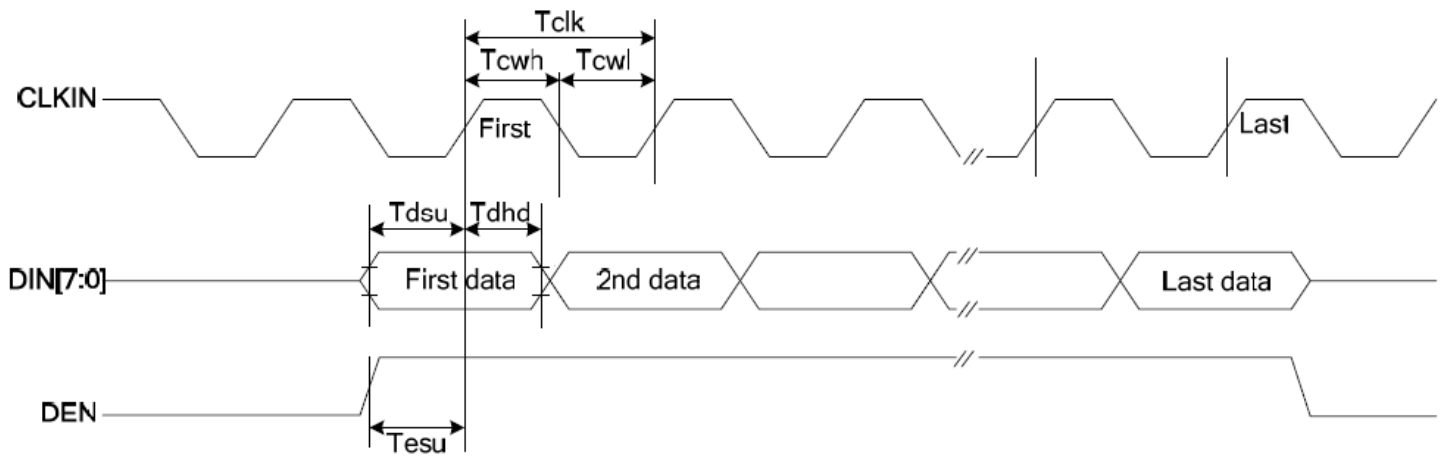 Tclk
Tcwh Tcwl
CLKIN
First
Last
Tdsu Tdhd
DIN[7:0]
First data
2nd data
Last data
DEN
Tesu